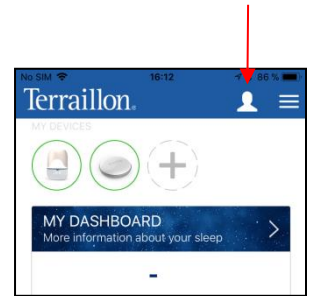 No SIM 16:12 86 %
Terraillon.
MY DEVICES
MY DASHBOARD
More information about your sleep
-